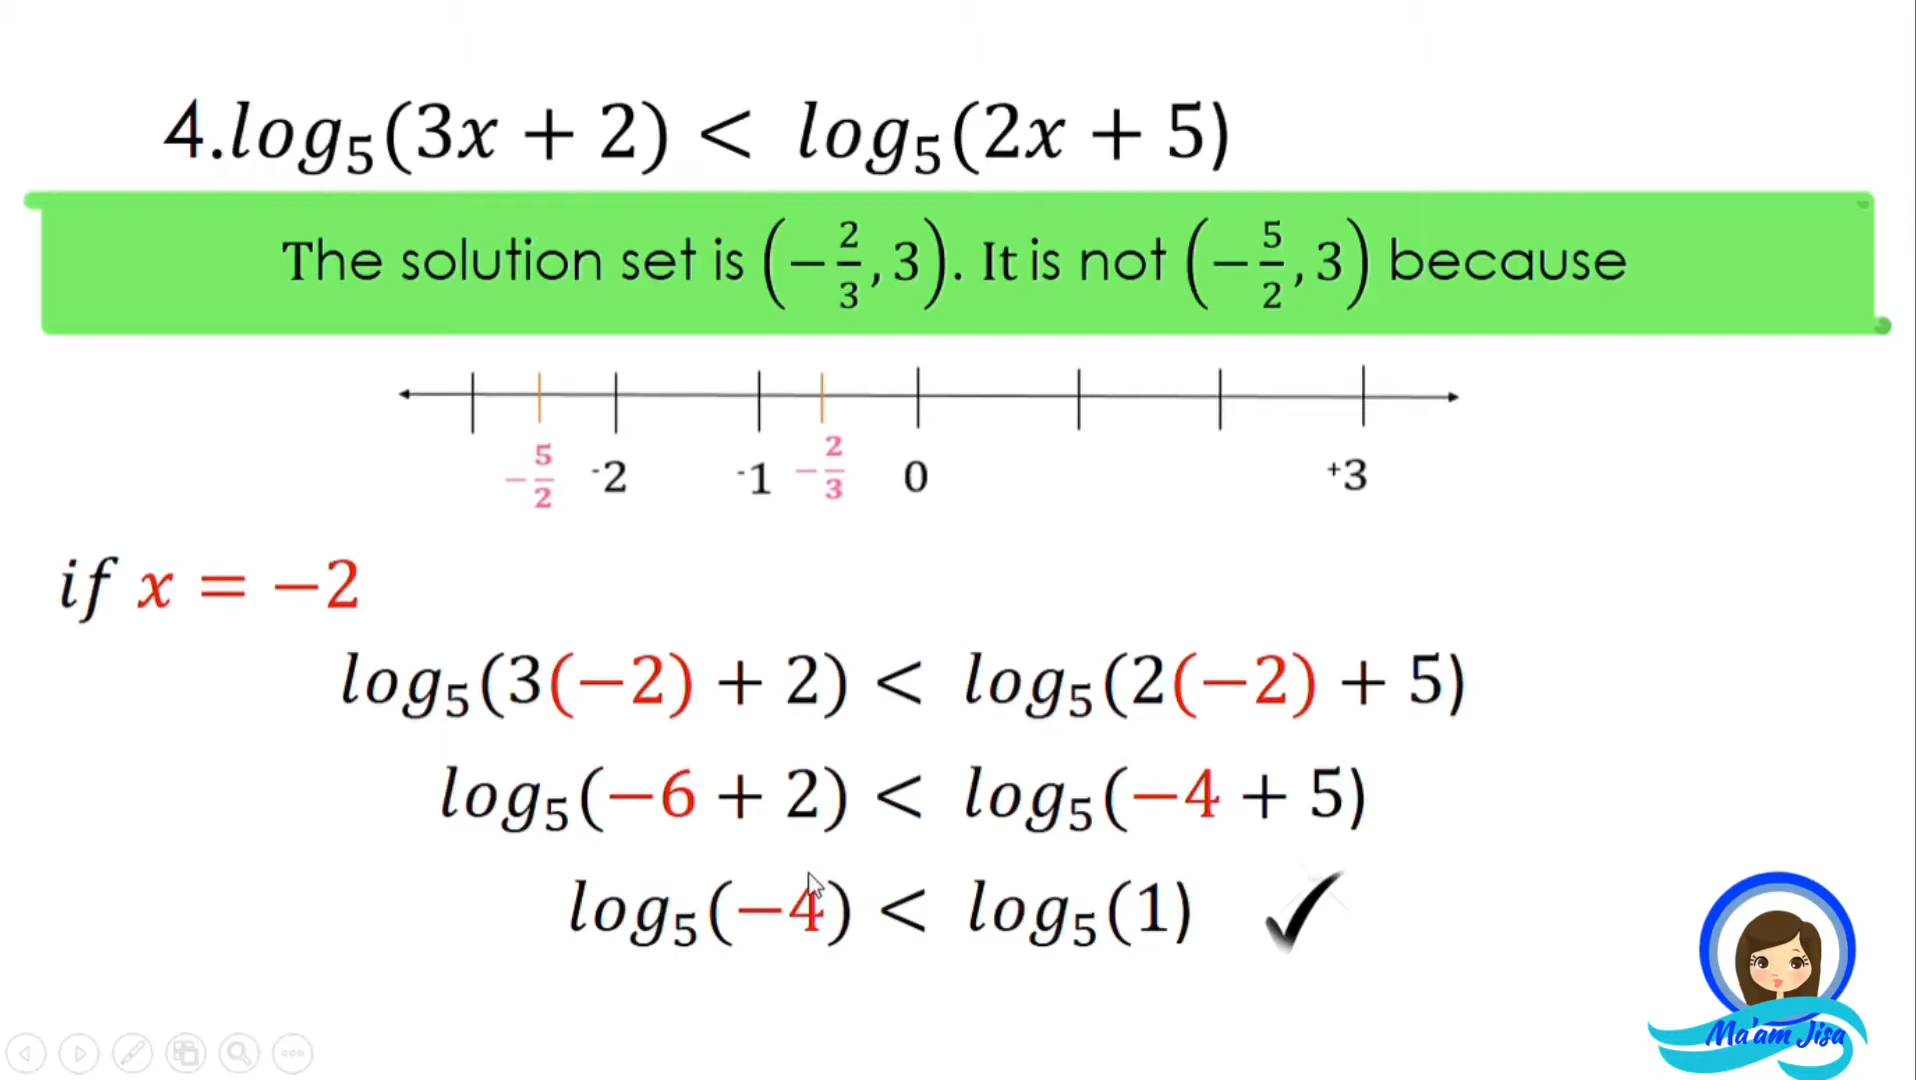 4.log₅(3x + 2) < log₅(2x + 5)
The solution set is (−2/3, 3). It is not (−5/2, 3) because
−5/2 -2 -1 −2/3 0 +3
if x = −2
log₅(3(−2) + 2) < log₅(2(−2) + 5)
log₅(−6 + 2) < log₅(−4 + 5)
log₅(−4) < log₅(1) ✓
Ma'am Jisa